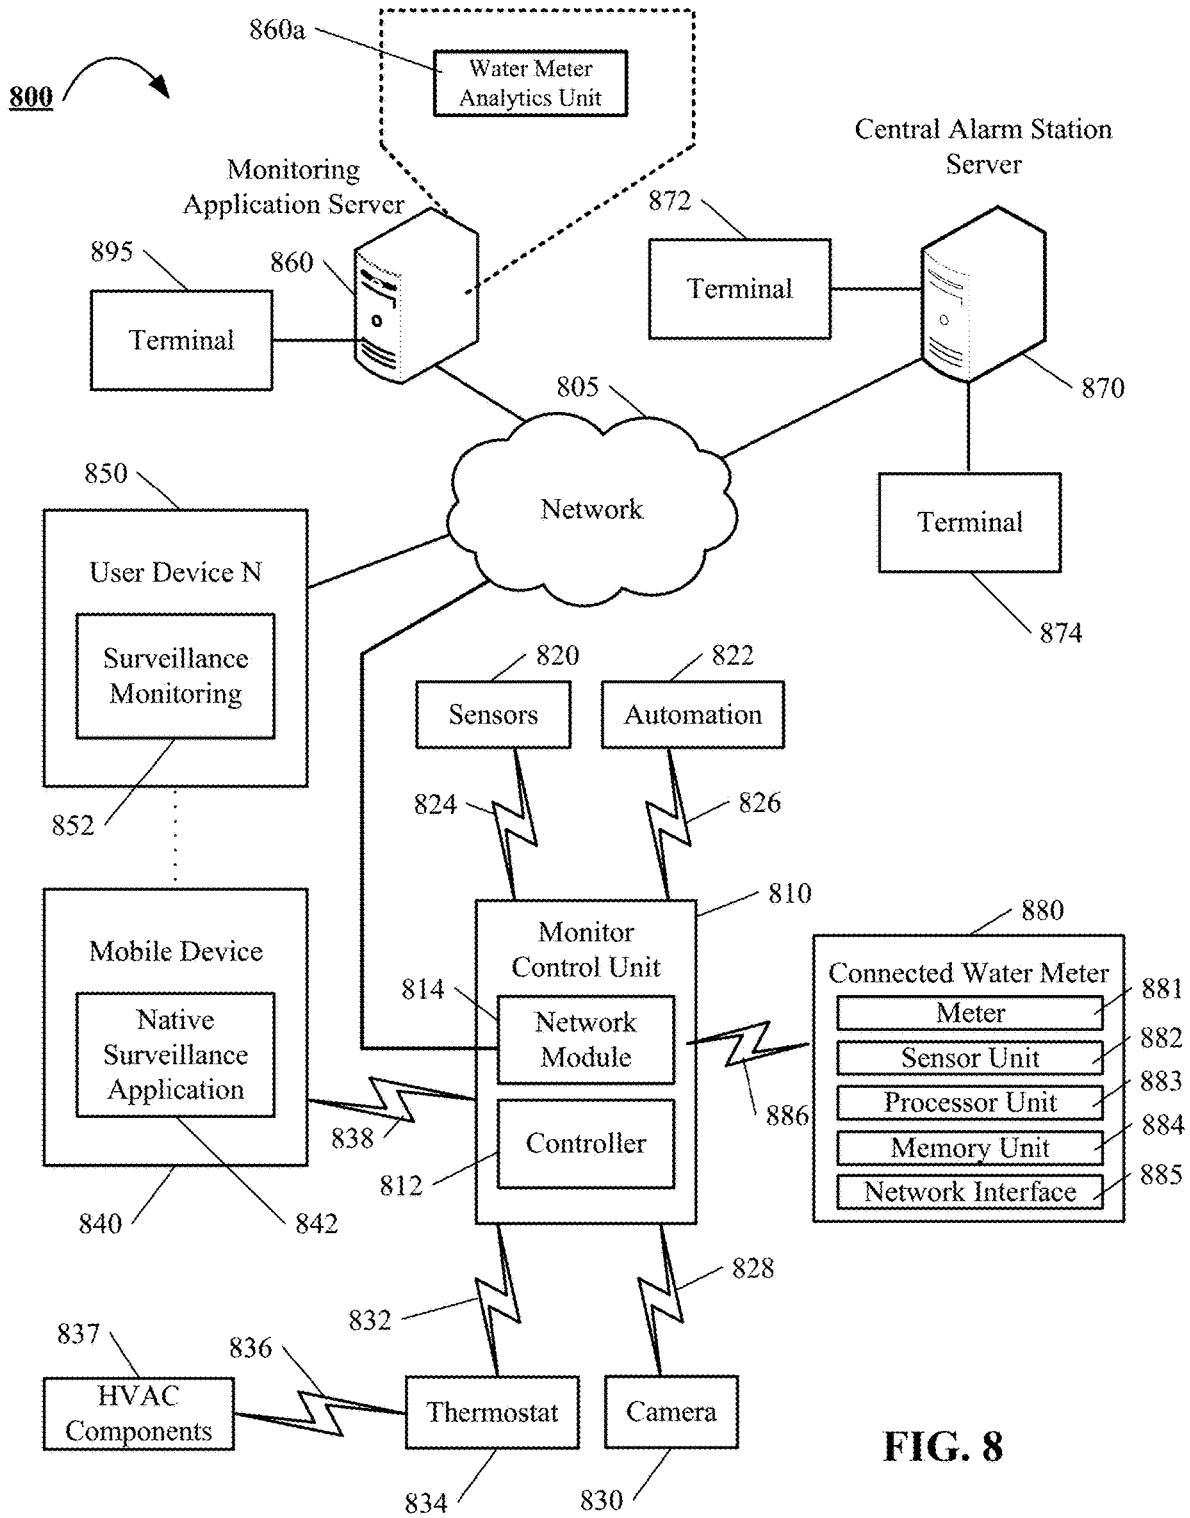 860a
Water Meter
Analytics Unit
800
Central Alarm Station
Server
Monitoring
Application Server
872
895
860
Terminal
Terminal
870
805
Network
850
User Device N
Surveillance
Monitoring
852
Terminal
874
820
822
Sensors
Automation
824
826
810
Monitor
Control Unit
814
Network
Module
Controller
812
880
Connected Water Meter
Meter
881
Sensor Unit
882
Processor Unit
883
Memory Unit
884
Network Interface
885
886
Mobile Device
Native
Surveillance
Application
838
840
842
832
828
837
836
HVAC
Components
Thermostat
Camera
834
830
FIG. 8